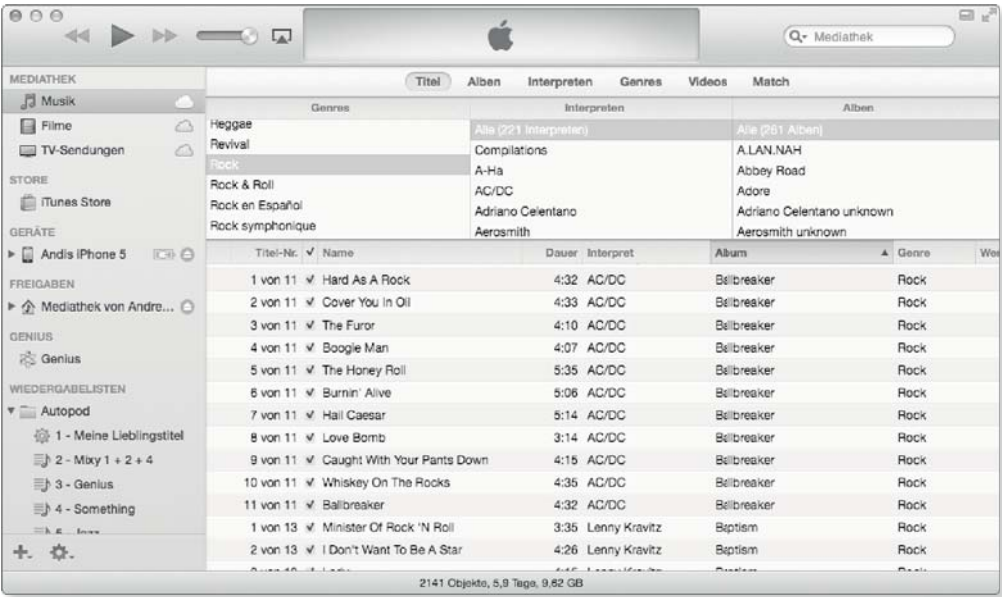 Mediathek
MEDIATHEK
Musik
Filme
TV-Sendungen
STORE
iTunes Store
GERÄTE
Andis iPhone 5
FREIGABEN
Mediathek von Andre...
GENIUS
Genius
WIEDERGABELISTEN
Autopod
1 - Meine Lieblingstitel
2 - Mixy 1 + 2 + 4
3 - Genius
4 - Something
Titel Alben Interpreten Genres Videos Match
Genres Interpreten Alben
Reggae Alle (221 Interpreten) Alle (261 Alben)
Revival Compilations A.LAN.NAH
Rock A-Ha Abbey Road
Rock & Roll AC/DC Adore
Rock en Español Adriano Celentano Adriano Celentano unknown
Rock symphonique Aerosmith Aerosmith unknown
Titel-Nr. Name Dauer Interpret Album Genre
1 von 11 Hard As A Rock 4:32 AC/DC Ballbreaker Rock
2 von 11 Cover You In Oil 4:33 AC/DC Ballbreaker Rock
3 von 11 The Furor 4:10 AC/DC Ballbreaker Rock
4 von 11 Boogie Man 4:07 AC/DC Ballbreaker Rock
5 von 11 The Honey Roll 5:35 AC/DC Ballbreaker Rock
6 von 11 Burnin' Alive 5:06 AC/DC Ballbreaker Rock
7 von 11 Hail Caesar 5:14 AC/DC Ballbreaker Rock
8 von 11 Love Bomb 3:14 AC/DC Ballbreaker Rock
9 von 11 Caught With Your Pants Down 4:15 AC/DC Ballbreaker Rock
10 von 11 Whiskey On The Rocks 4:35 AC/DC Ballbreaker Rock
11 von 11 Ballbreaker 4:32 AC/DC Ballbreaker Rock
1 von 13 Minister Of Rock 'N Roll 3:35 Lenny Kravitz Baptism Rock
2 von 13 I Don't Want To Be A Star 4:26 Lenny Kravitz Baptism Rock
2141 Objekte, 5,9 Tage, 9,62 GB